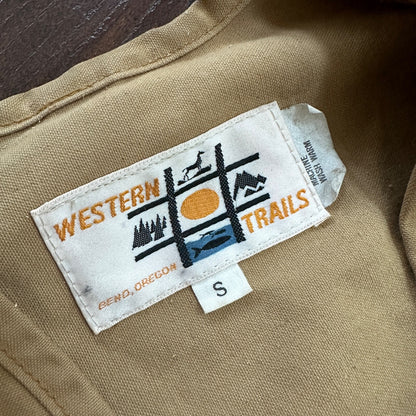 WESTERN
TRAILS
BEND, OREGON
S
MACHINE
WASH WARM